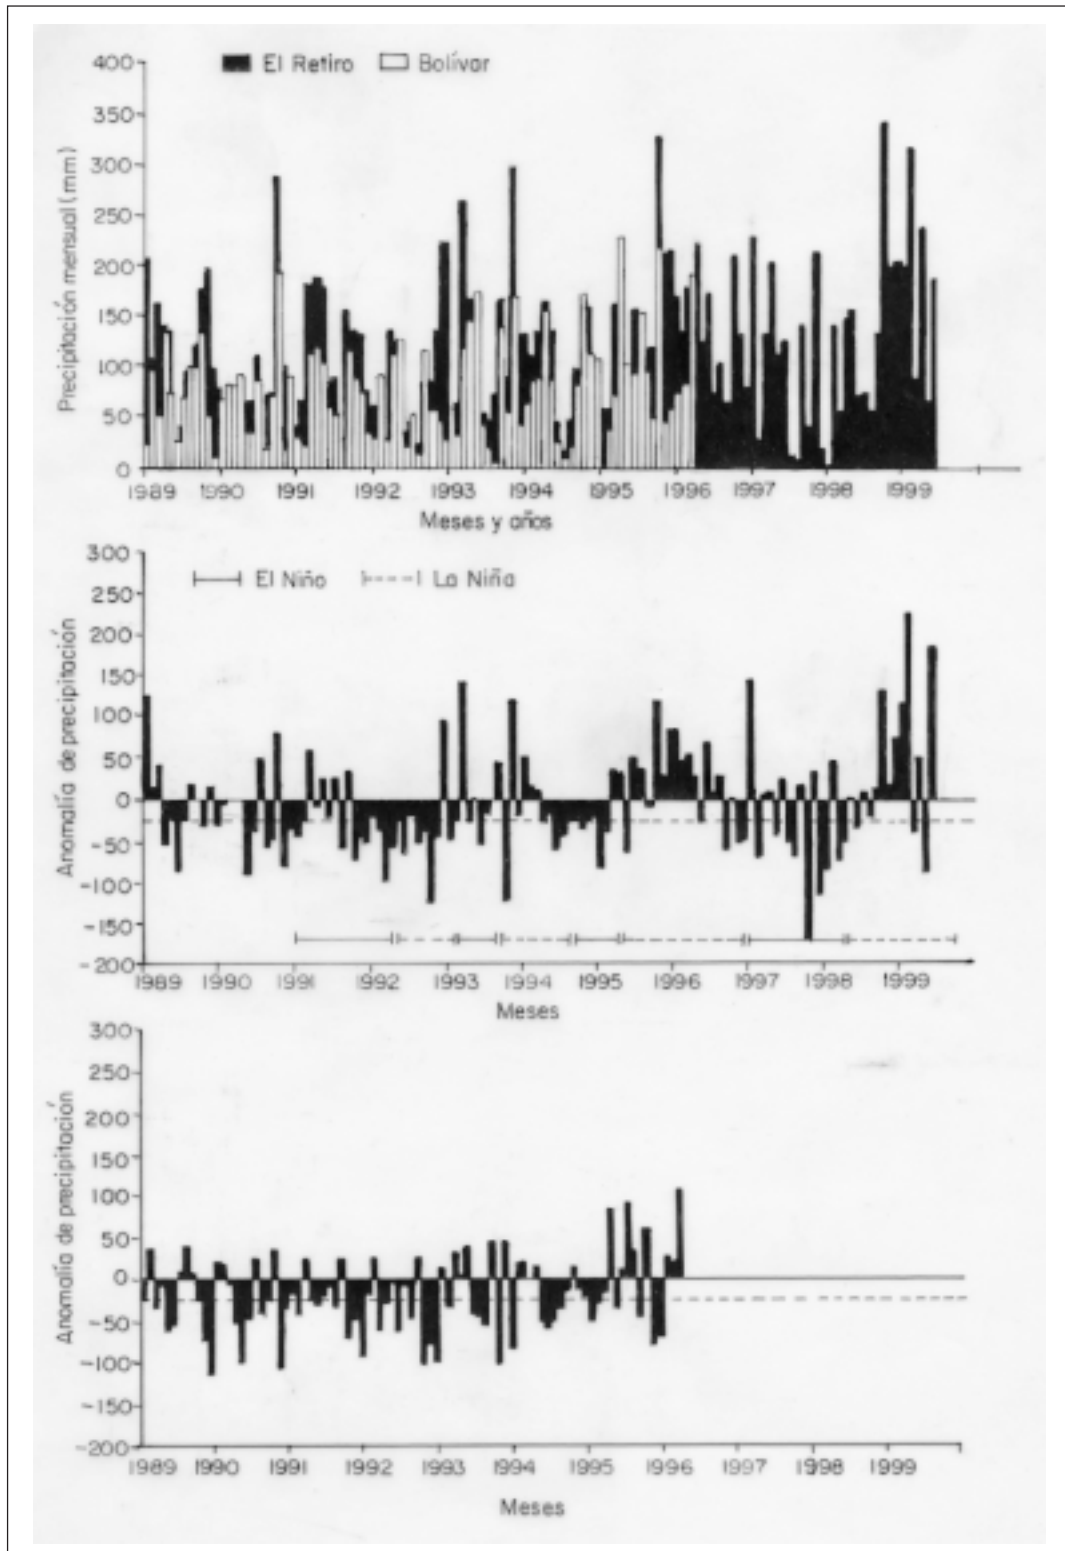 El Retiro Bolívar
Precipitación mensual (mm)
400
350
300
250
200
150
100
50
0
1989 1990 1991 1992 1993 1994 1995 1996 1997 1998 1999
Meses y años
El Niño La Niña
Anomalía de precipitación
300
250
200
150
100
50
0
-50
-100
-150
-200
1989 1990 1991 1992 1993 1994 1995 1996 1997 1998 1999
Meses
Anomalía de precipitación
300
250
200
150
100
50
0
-50
-100
-150
-200
1989 1990 1991 1992 1993 1994 1995 1996 1997 1998 1999
Meses